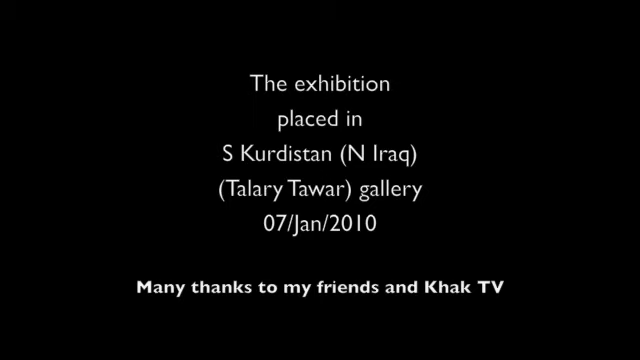 The exhibition
placed in
S Kurdistan (N Iraq)
(Talary Tawar) gallery
07/Jan/2010
Many thanks to my friends and Khak TV